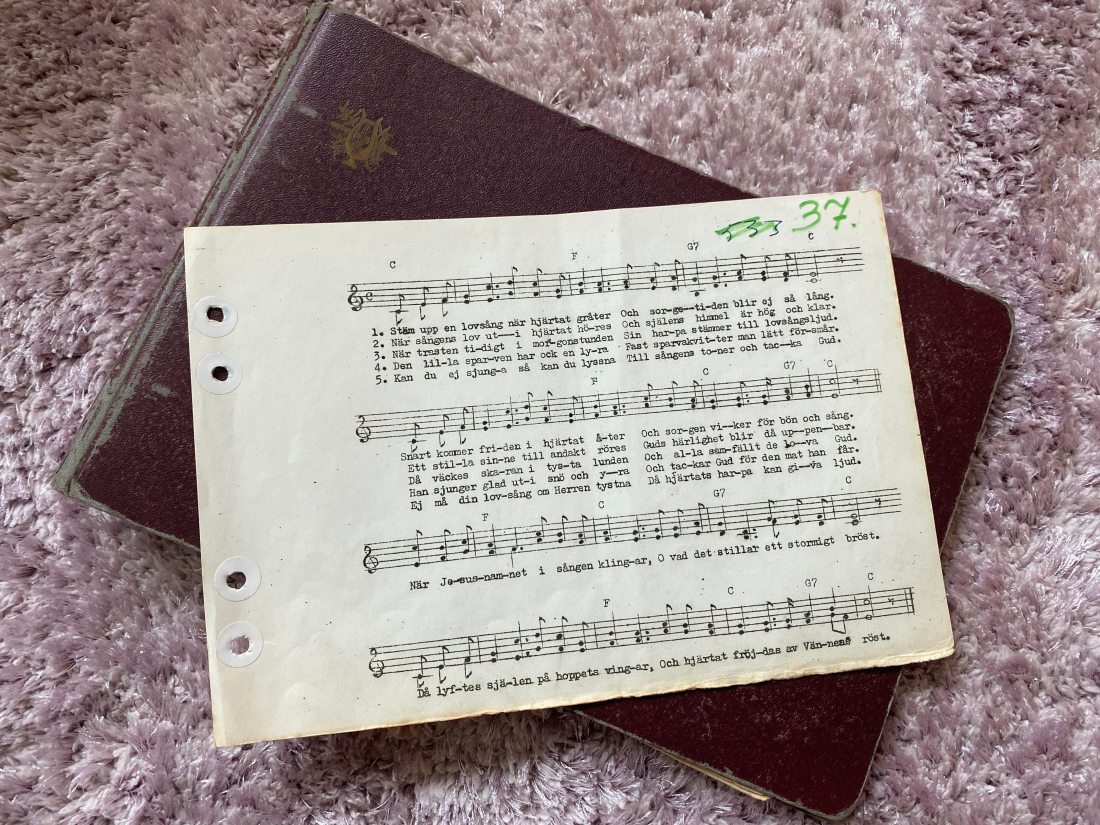 37.
C F G7 C
1. Stäm upp en lovsång när hjärtat gråter Och sor-ge--ti-den blir ej så lång.
2. När sångens lov ut---i hjärtat hö-res Och själens himmel är hög och klar.
3. När trasten ti-digt i mor-gonstunden Sin har-pa stämmer till lovsångsljud.
4. Den lil-la spar-ven har ock en ly-ra Fast sparvakvit-ter man lätt för-smår.
5. Kan du ej sjung-a så kan du lyssna Till sångens to-ner och tac--ka Gud.
F C G7 C
Snart kommer fri-den i hjärtat å-ter Och sor-gen vi--ker för bön och sång.
Ett stil-la sin-ne till andakt röres Guds härlighet blir då up--pen--bar.
Då väckes ska-ran i tys-ta lunden Och al-la sam-fällt de lo--va Gud.
Han sjunger glad ut-i snö och y--ra Och tac-kar Gud för den mat han får.
Ej må din lov-sång om Herren tystna Då hjärtats harpa kan gi--va ljud.
F C G7 C
När Je-sus-nam-net i sången kling-ar, O vad det stillar ett stormigt bröst.
F C G7 C
Då lyf-tes sjä-len på hoppets ving-ar, Och hjärtat fröj-das av Vän-nens röst.